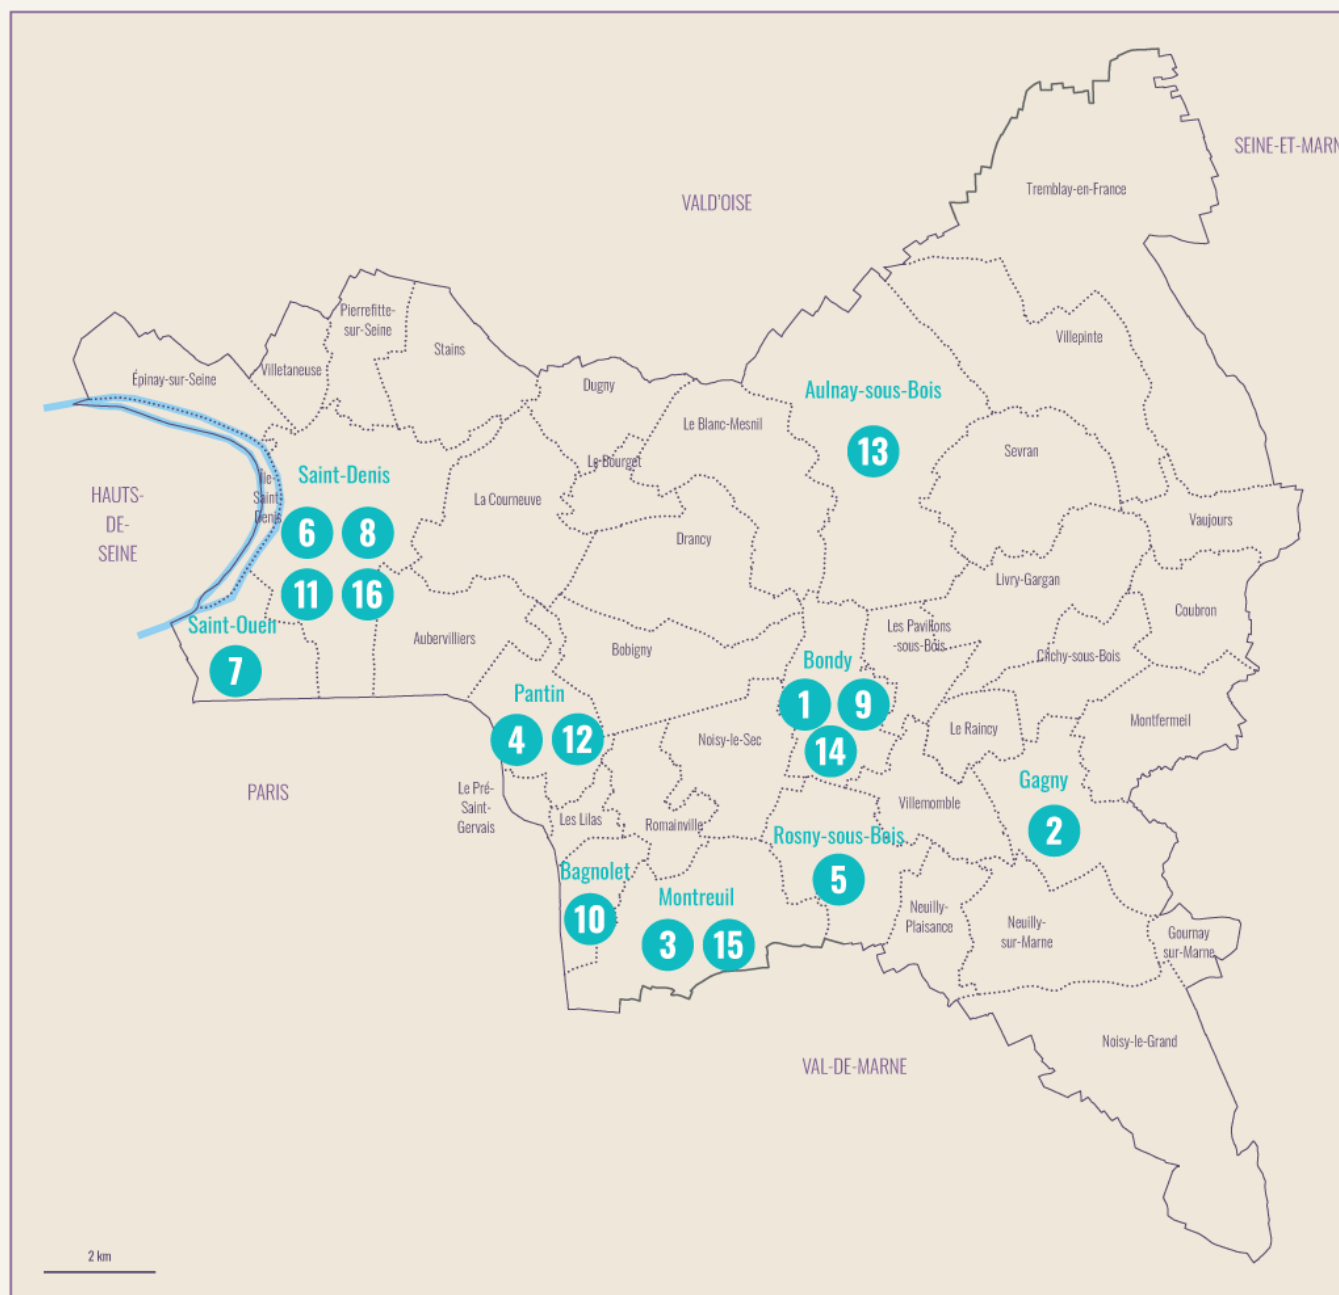 SEINE-ET-MARN
Tremblay-en-France
VALD'OISE
Pierrefitte-
sur-Seine
Villepinte
Stains
Villetaneuse
Épinay-sur-Seine
Dugny
Aulnay-sous-Bois
Le Blanc-Mesnil
13
Sevran
Le Bourget
Saint-Denis
Île-
Saint
Denis
HAUTS-
DE-
SEINE
La Courneuve
Vaujours
6
8
Drancy
Livry-Gargan
11
16
Coubron
Saint-Ouen
Aubervilliers
Les Pavillons
-sous-Bois
Bobigny
Clichy-sous-Bois
Bondy
7
Pantin
1
9
Montfermeil
4
12
Noisy-le-Sec
Le Raincy
14
Gagny
PARIS
Le Pré-
Saint-
Gervais
Villemomble
Les Lilas
Romainville
2
Rosny-sous-Bois
Bagnolet
5
Montreuil
10
Neuilly-
Plaisance
Neuilly-
sur-Marne
Gournay
sur-Marne
3
15
Noisy-le-Grand
VAL-DE-MARNE
2 km